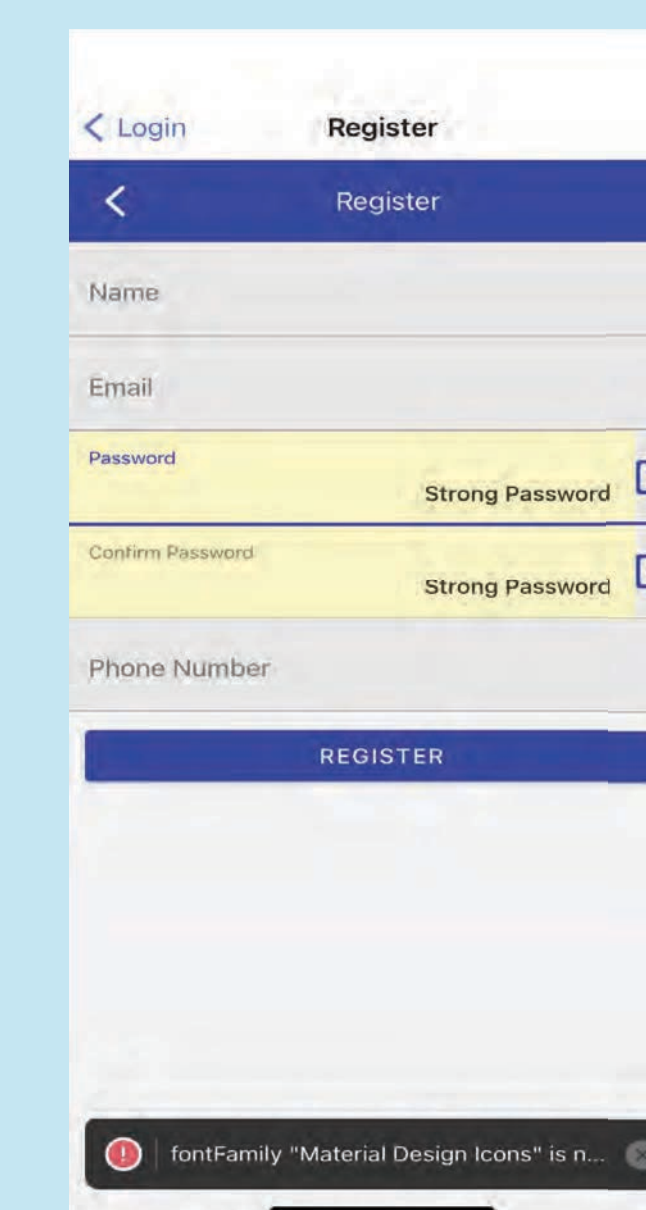 Login Register
Register
Name
Email
Password
Strong Password
Confirm Password
Strong Password
Phone Number
REGISTER
fontFamily "Material Design Icons" is n...